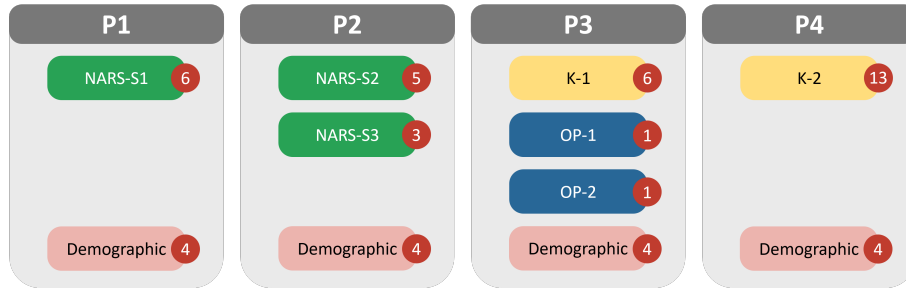 P1
NARS-S1 6
Demographic 4
P2
NARS-S2 5
NARS-S3 3
Demographic 4
P3
K-1 6
OP-1 1
OP-2 1
Demographic 4
P4
K-2 13
Demographic 4